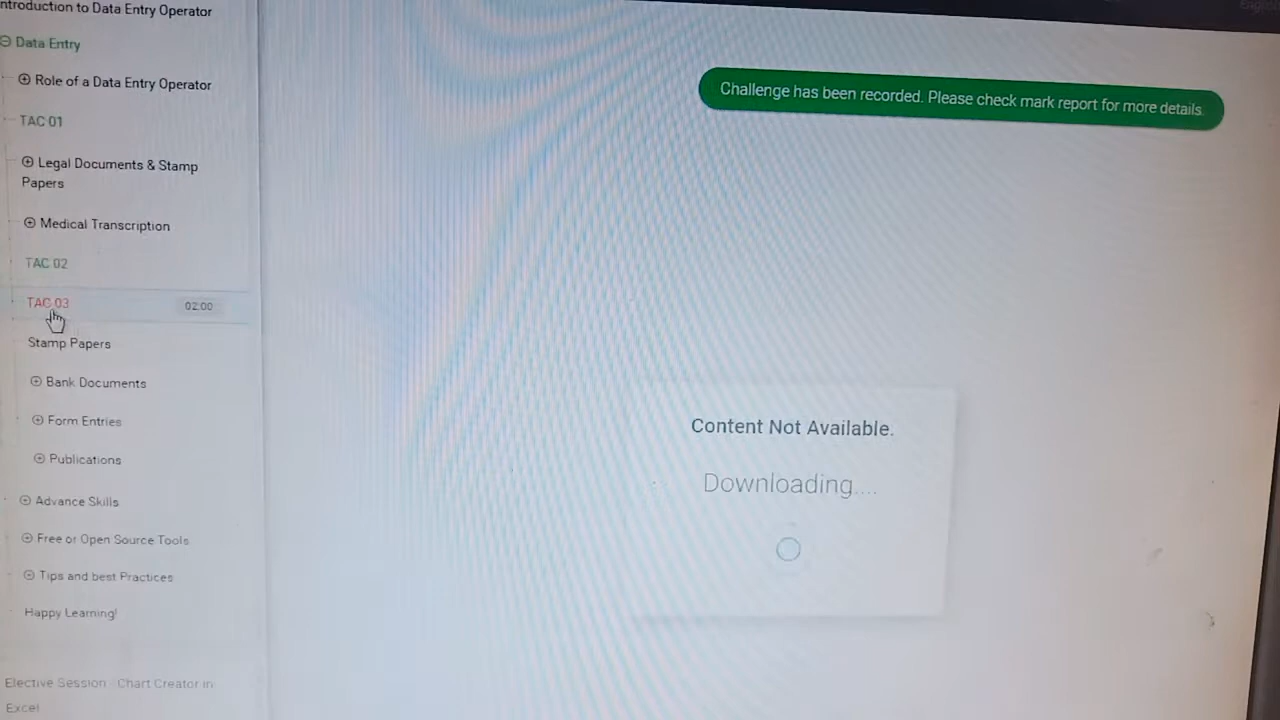 ntroduction to Data Entry Operator
Data Entry
Role of a Data Entry Operator
TAC 01
Legal Documents & Stamp
Papers
Medical Transcription
TAC 02
TAC 03 02:00
Stamp Papers
Bank Documents
Form Entries
Publications
Advance Skills
Free or Open Source Tools
Tips and best Practices
Happy Learning!
Elective Session - Chart Creator in
Excel
Challenge has been recorded. Please check mark report for more details.
Content Not Available.
Downloading....